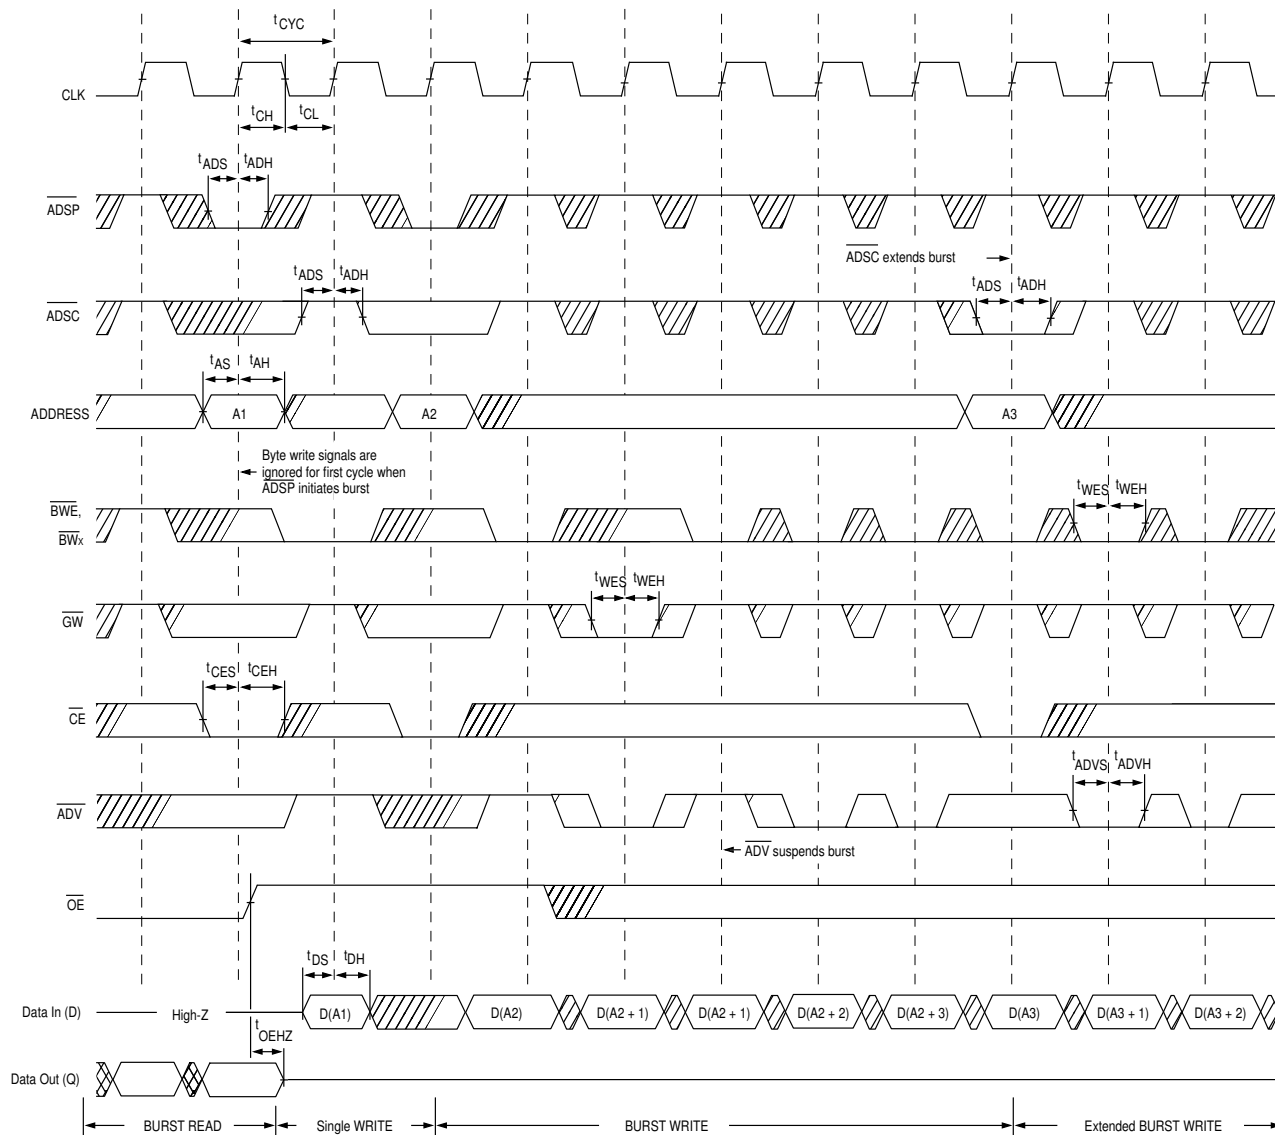 tCYC
CLK
tCH
tCL
tADS
tADH
ADSP
ADSC extends burst
tADS
tADH
tADS
tADH
ADSC
tAS
tAH
ADDRESS
A1
A2
A3
Byte write signals are
ignored for first cycle when
ADSP initiates burst
BWE,
BWx
tWES
tWEH
tWES
tWEH
GW
tCES
tCEH
CE
tADVS
tADVH
ADV
ADV suspends burst
OE
tDS
tDH
Data In (D)
High-Z
D(A1)
D(A2)
D(A2 + 1)
D(A2 + 1)
D(A2 + 2)
D(A2 + 3)
D(A3)
D(A3 + 1)
D(A3 + 2)
tOEHZ
Data Out (Q)
BURST READ
Single WRITE
BURST WRITE
Extended BURST WRITE